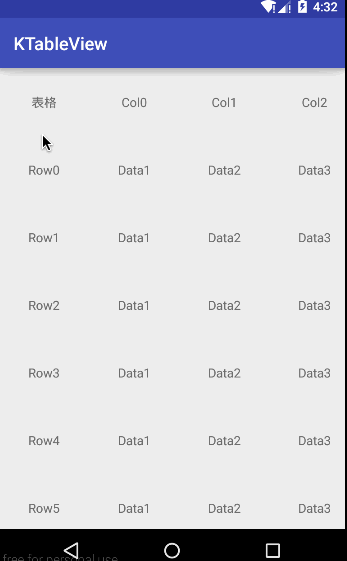 4:32
KTableView
表格 Col0 Col1 Col2
Row0 Data1 Data2 Data3
Row1 Data1 Data2 Data3
Row2 Data1 Data2 Data3
Row3 Data1 Data2 Data3
Row4 Data1 Data2 Data3
Row5 Data1 Data2 Data3
free for personal use